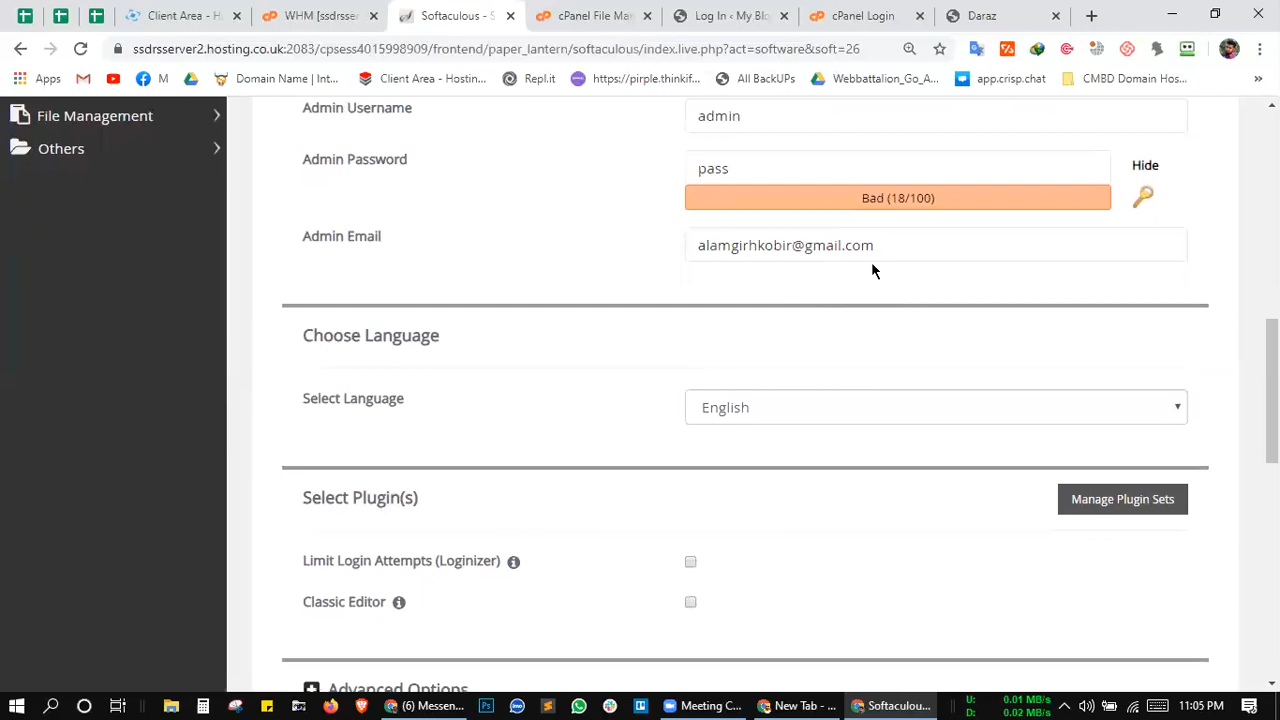 Client Area - H
WHM [ssdrsser
Softaculous - S
cPanel File Ma
Log In ‹ My B
cPanel Login
Daraz
ssdrsserver2.hosting.co.uk:2083/cpsess4015998909/frontend/paper_lantern/softaculous/index.live.php?act=software&soft=26
Apps
M
Domain Name | Int...
Client Area - Hostin...
Repl.it
https://pirple.thinkif...
All BackUPs
Webbattalion_Go_A...
app.crisp.chat
CMBD Domain Hos...
»
File Management
Others
Admin Username
admin
Admin Password
pass
Hide
Bad (18/100)
Admin Email
alamgirhkobir@gmail.com
Choose Language
Select Language
English
Select Plugin(s)
Manage Plugin Sets
Limit Login Attempts (Loginizer)
Classic Editor
Advanced Options
(4) Messen...
Meeting C...
New Tab - ...
Softaculou...
U: 0.01 MB/s
D: 0.02 MB/s
11:05 PM